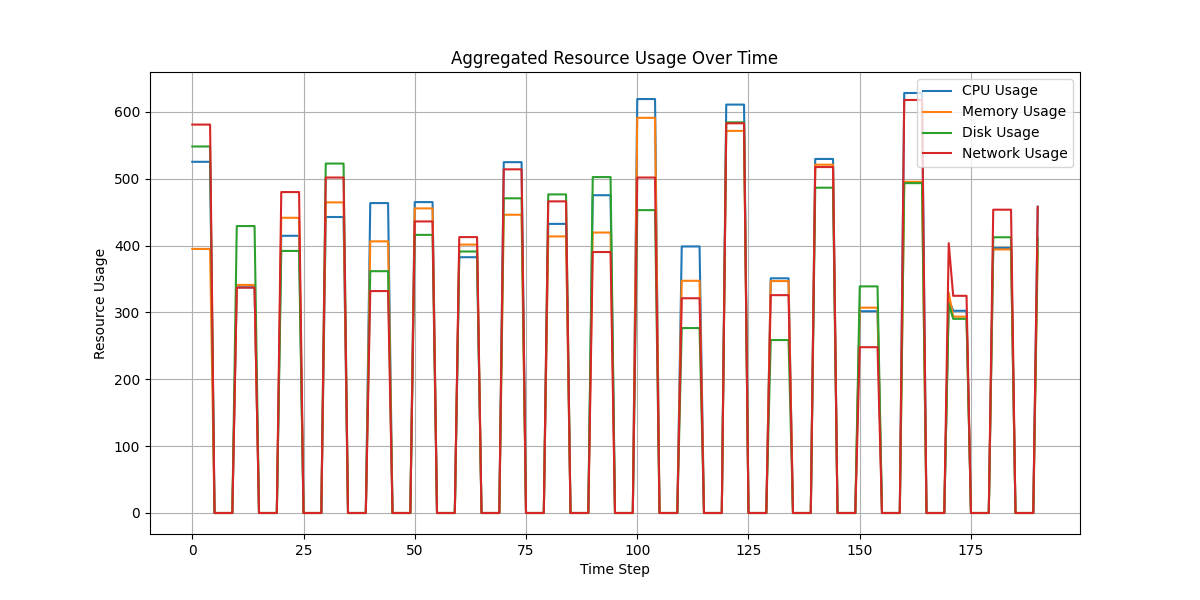 Aggregated Resource Usage Over Time
CPU Usage
Memory Usage
Disk Usage
Network Usage
Resource Usage
600
500
400
300
200
100
0
0 25 50 75 100 125 150 175
Time Step